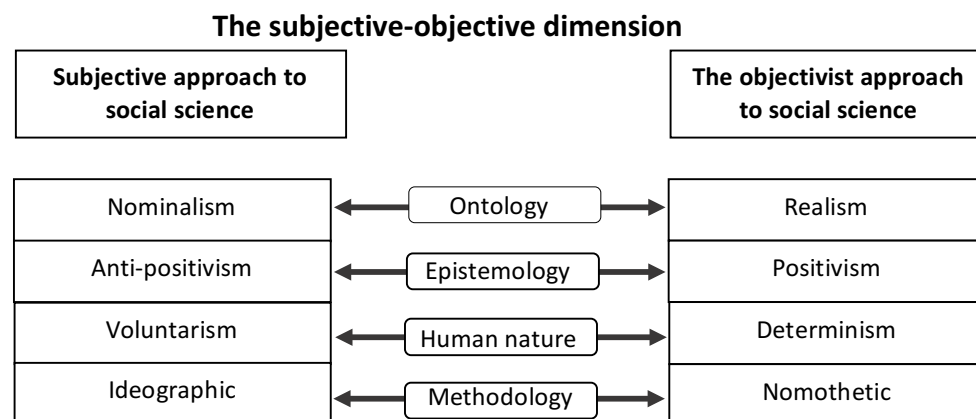 The subjective-objective dimension
Subjective approach to
social science
The objectivist approach
to social science
Nominalism
Ontology
Realism
Anti-positivism
Epistemology
Positivism
Voluntarism
Human nature
Determinism
Ideographic
Methodology
Nomothetic